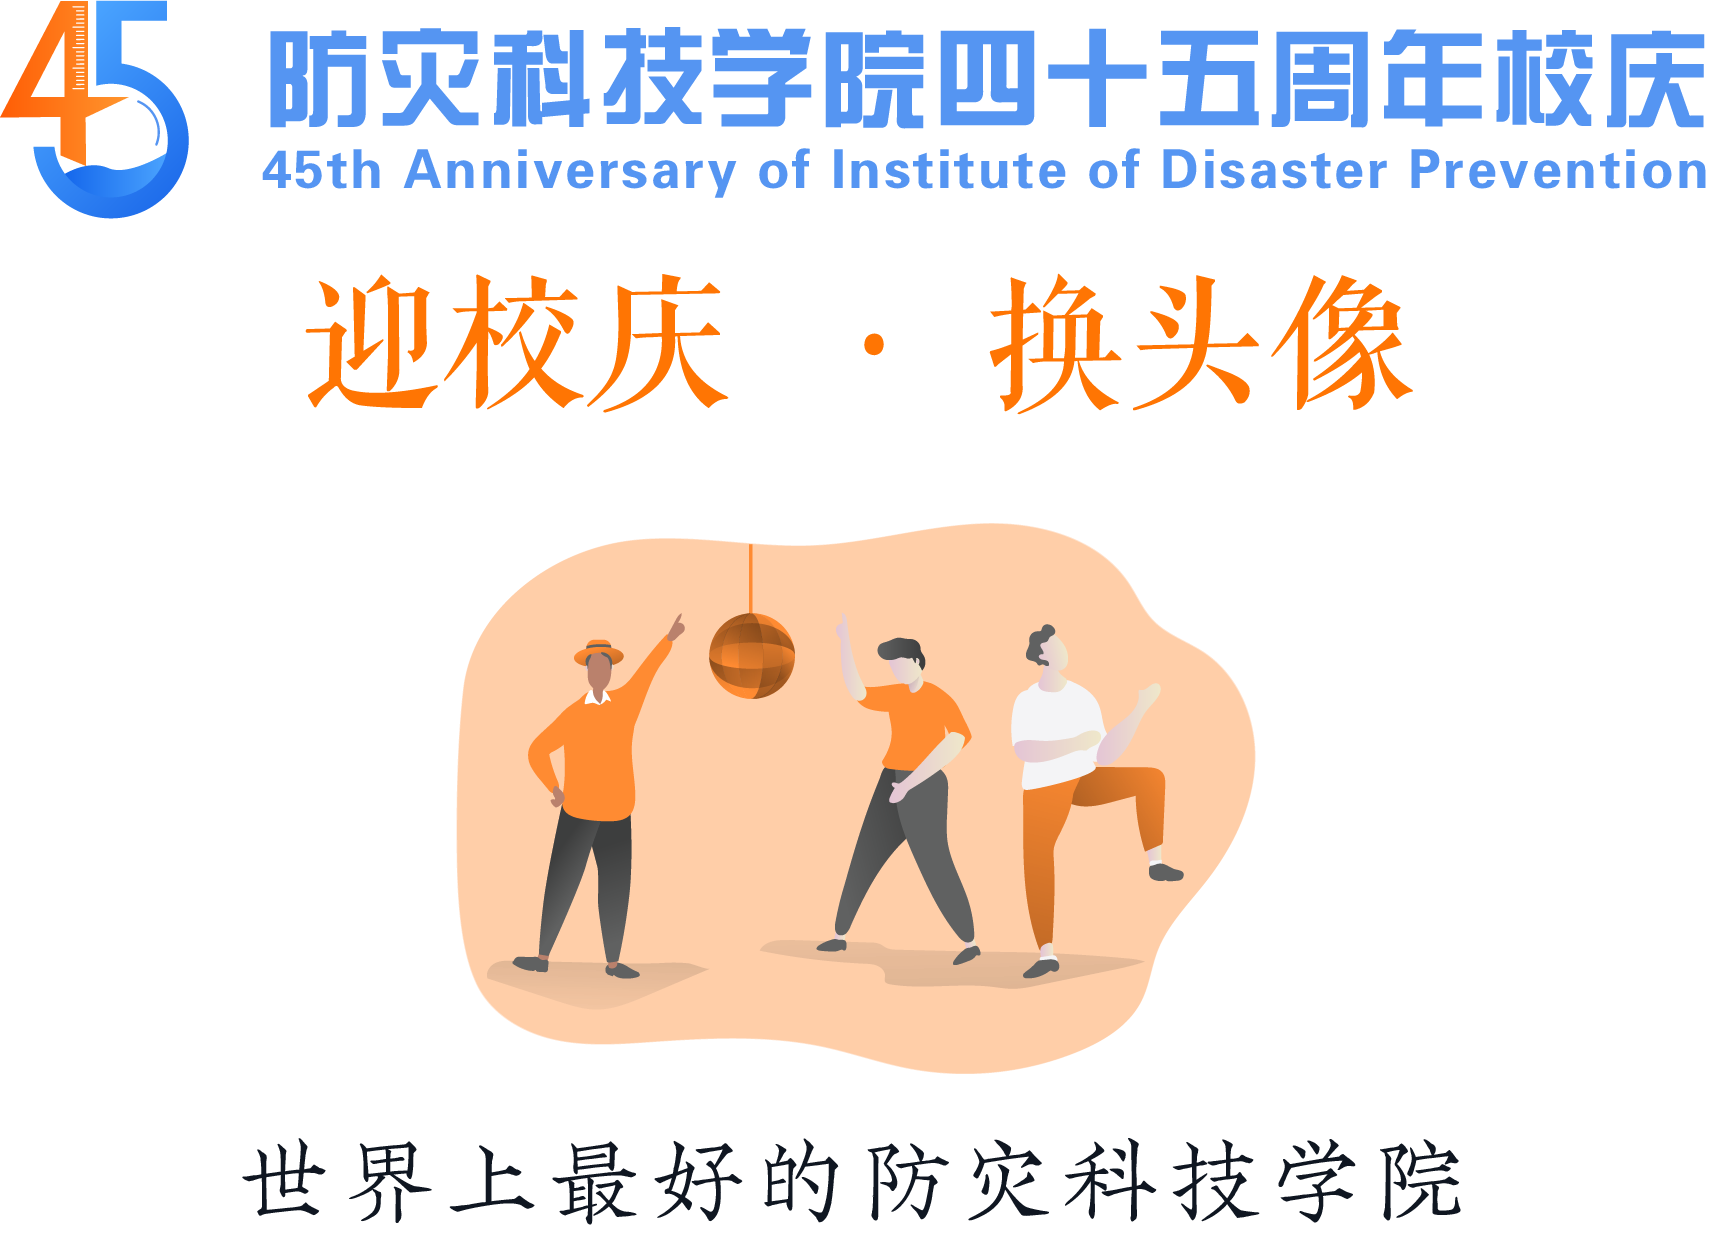 45
防灾科技学院四十五周年校庆
45th Anniversary of Institute of Disaster Prevention
迎校庆 · 换头像
世界上最好的防灾科技学院